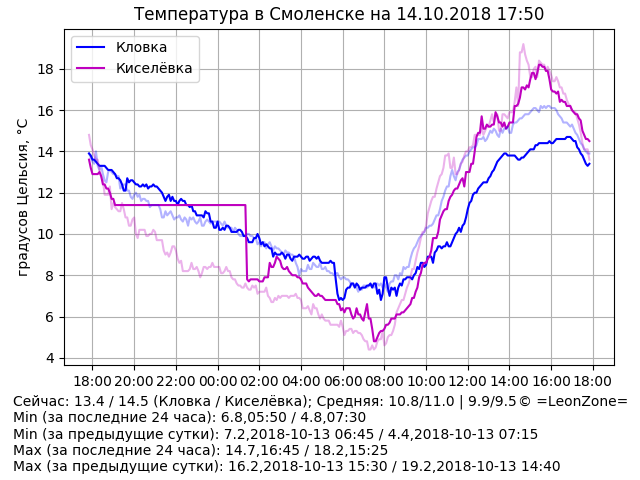 Температура в Смоленске на 14.10.2018 17:50
Кловка
Киселёвка
градусов Цельсия, °C
18
16
14
12
10
8
6
4
18:00 20:00 22:00 00:00 02:00 04:00 06:00 08:00 10:00 12:00 14:00 16:00 18:00
Сейчас: 13.4 / 14.5 (Кловка / Киселёвка); Средняя: 10.8/11.0 | 9.9/9.5© =LeonZone=
Min (за последние 24 часа): 6.8,05:50 / 4.8,07:30
Min (за предыдущие сутки): 7.2,2018-10-13 06:45 / 4.4,2018-10-13 07:15
Max (за последние 24 часа): 14.7,16:45 / 18.2,15:25
Max (за предыдущие сутки): 16.2,2018-10-13 15:30 / 19.2,2018-10-13 14:40